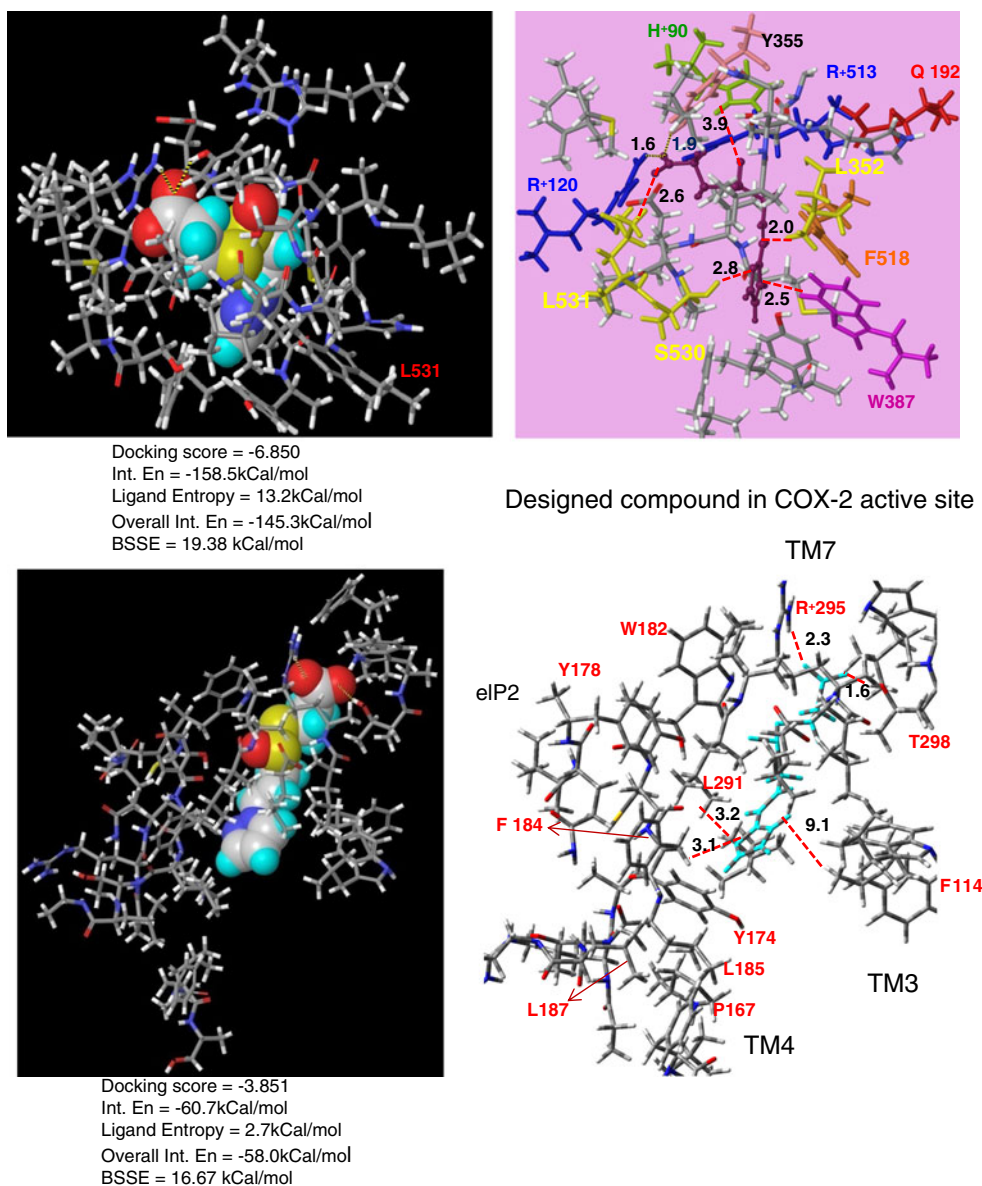 L531
H+90
Y355
R+513
Q 192
3.9
1.6
1.9
L352
R+120
2.6
2.0
F518
2.8
2.5
L531
S530
W387
Docking score = -6.850
Int. En = -158.5kCal/mol
Ligand Entropy = 13.2kCal/mol
Overall Int. En = -145.3kCal/mol
BSSE = 19.38 kCal/mol
Designed compound in COX-2 active site
TM7
R+295
W182
2.3
Y178
eIP2
1.6
T298
L291
3.2
F 184
9.1
3.1
F114
Y174
L185
TM3
L187
P167
TM4
Docking score = -3.851
Int. En = -60.7kCal/mol
Ligand Entropy = 2.7kCal/mol
Overall Int. En = -58.0kCal/mol
BSSE = 16.67 kCal/mol